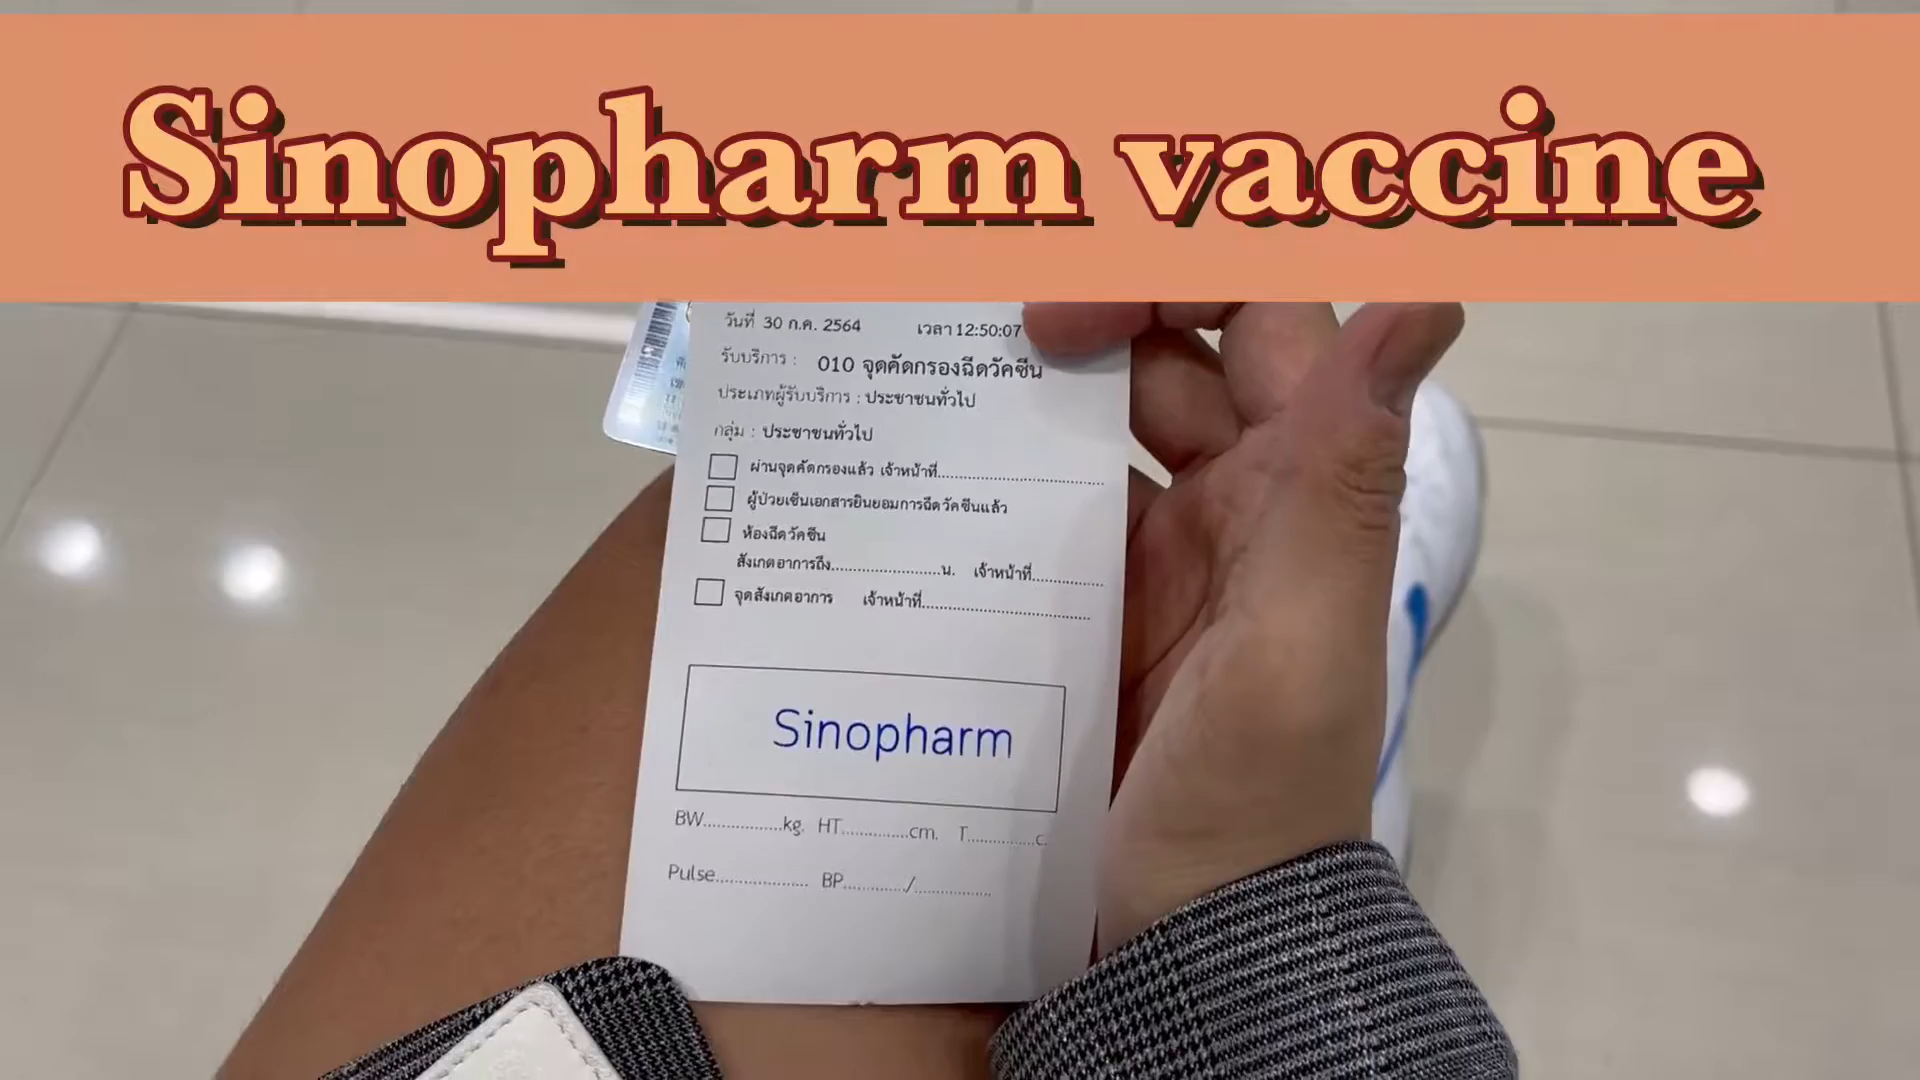 Sinopharm vaccine
วันที่ 30 ก.ค. 2564 เวลา 12:50:07
รับบริการ : 010 จุดคัดกรองฉีดวัคซีน
ประเภทผู้รับบริการ : ประชาชนทั่วไป
กลุ่ม : ประชาชนทั่วไป
ผ่านจุดคัดกรองแล้ว เจ้าหน้าที่..............................
ผู้ป่วยเซ็นเอกสารยินยอมการฉีดวัคซีนแล้ว
ห้องฉีดวัคซีน
สังเกตอาการถึง....................น. เจ้าหน้าที่.............
จุดสังเกตอาการ เจ้าหน้าที่..............................
Sinopharm
BW...............kg. HT.............cm. T.............c.
Pulse.................. BP............/...............